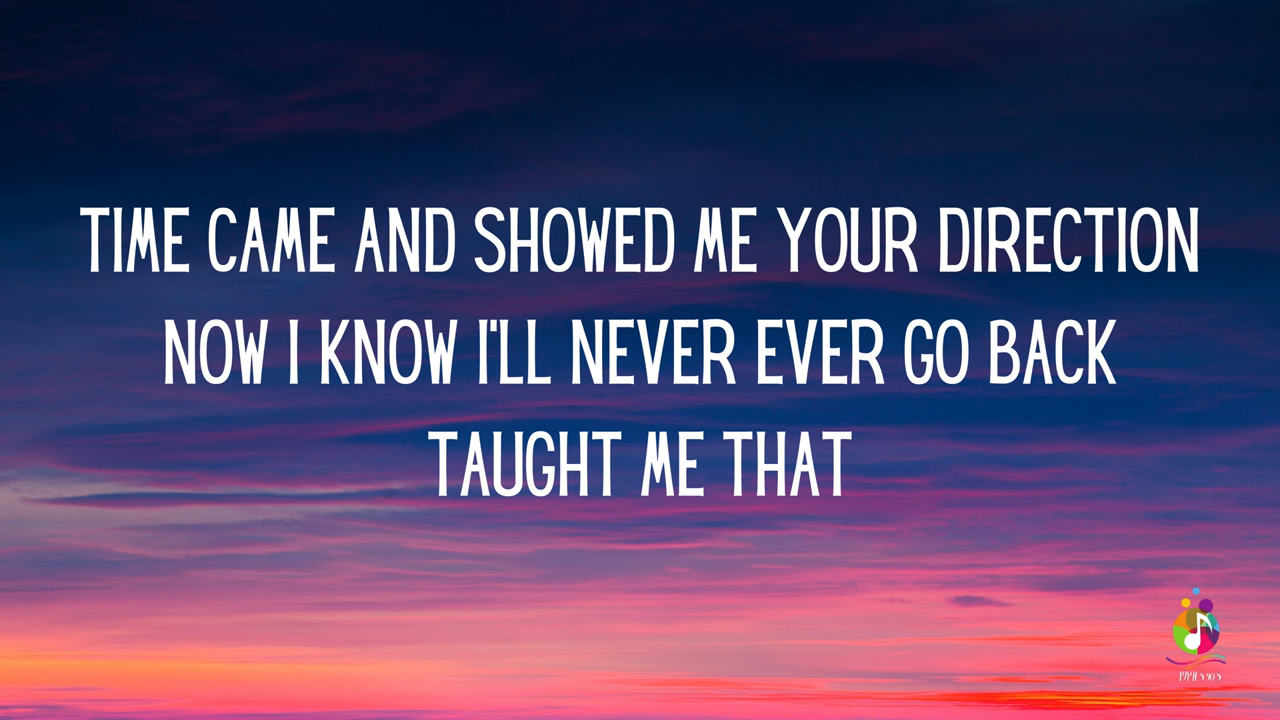 TIME CAME AND SHOWED ME YOUR DIRECTION
NOW I KNOW I'LL NEVER EVER GO BACK
TAUGHT ME THAT